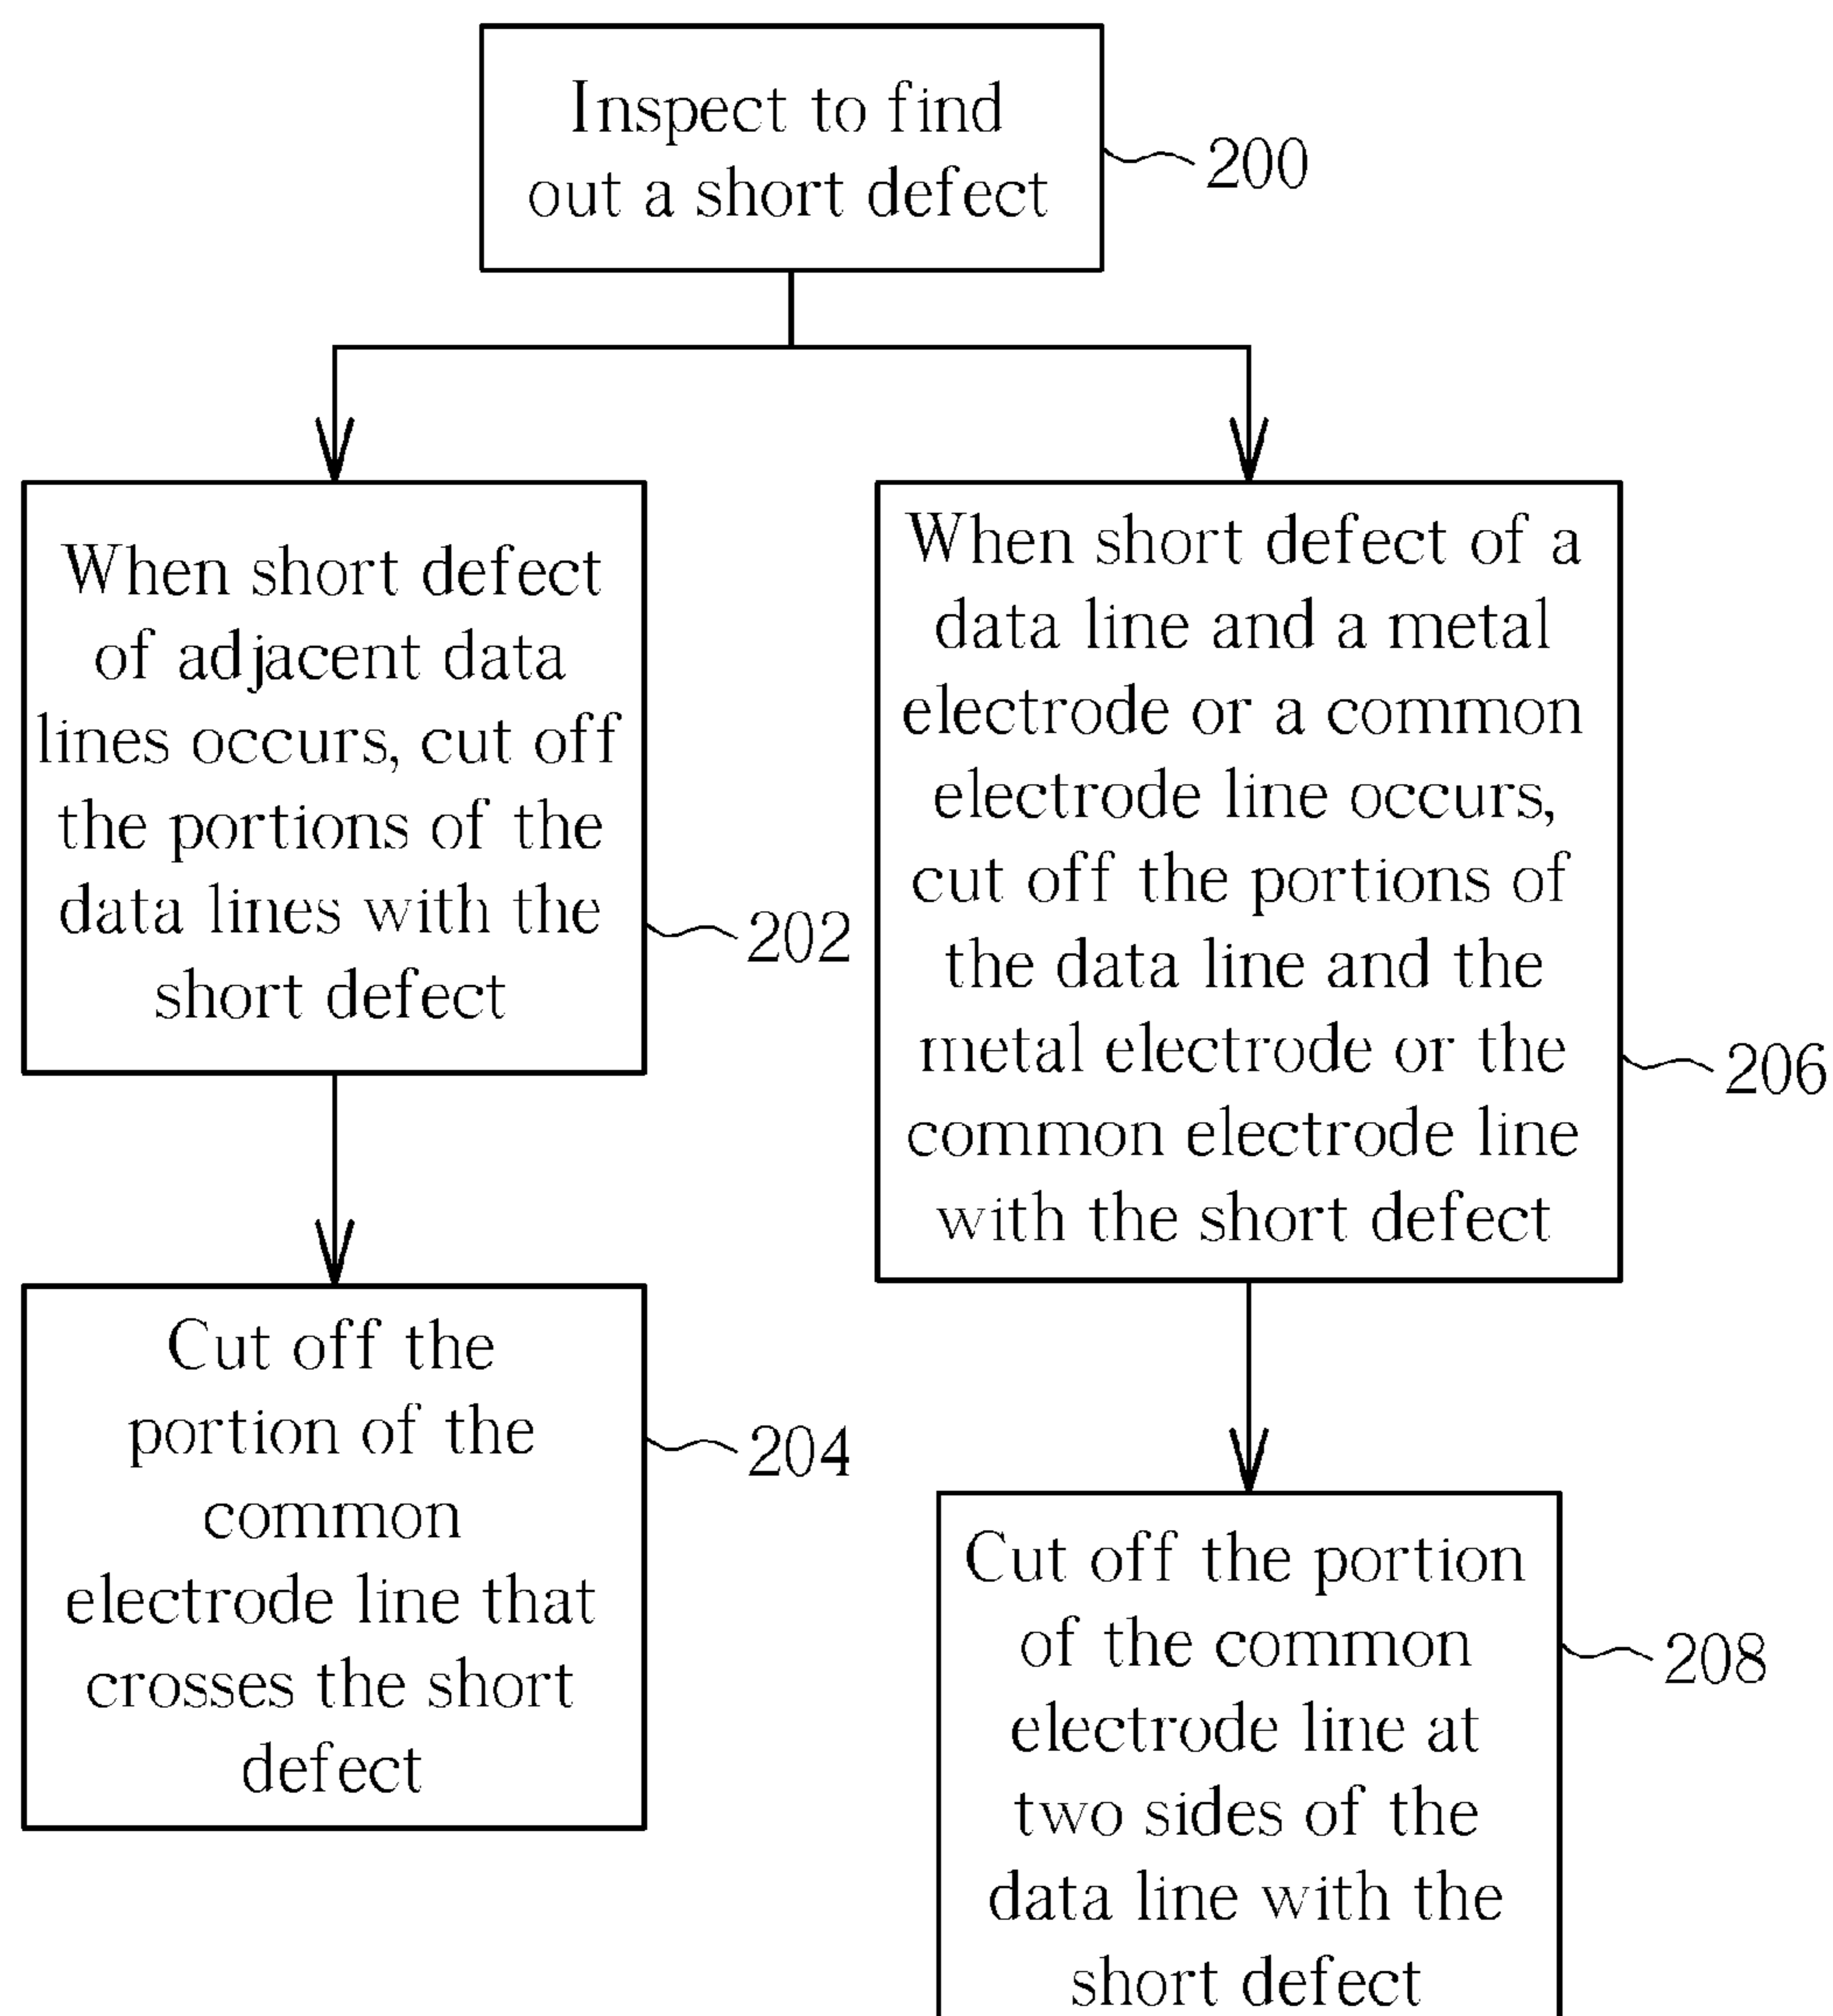 Inspect to find
out a short defect
200
When short defect
of adjacent data
lines occurs, cut off
the portions of the
data lines with the
short defect
202
Cut off the
portion of the
common
electrode line that
crosses the short
defect
204
When short defect of a
data line and a metal
electrode or a common
electrode line occurs,
cut off the portions of
the data line and the
metal electrode or the
common electrode line
with the short defect
206
Cut off the portion
of the common
electrode line at
two sides of the
data line with the
short defect
208